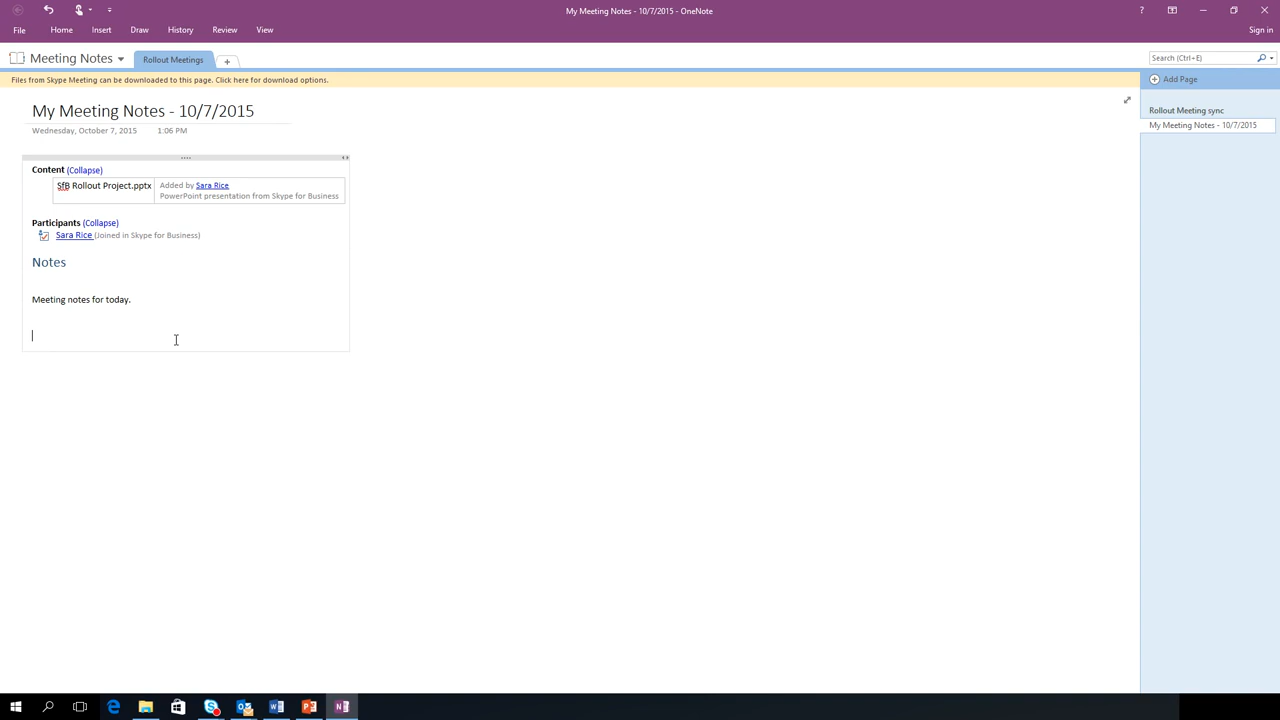 My Meeting Notes - 10/7/2015 - OneNote
?
File Home Insert Draw History Review View Sign in
Meeting Notes Rollout Meetings + Search (Ctrl+E)
Files from Skype Meeting can be downloaded to this page. Click here for download options.
Add Page
My Meeting Notes - 10/7/2015
Wednesday, October 7, 2015 1:06 PM
Rollout Meeting sync
My Meeting Notes - 10/7/2015
Content (Collapse)
SfB Rollout Project.pptx
Added by Sara Rice
PowerPoint presentation from Skype for Business
Participants (Collapse)
Sara Rice (Joined in Skype for Business)
Notes
Meeting notes for today.